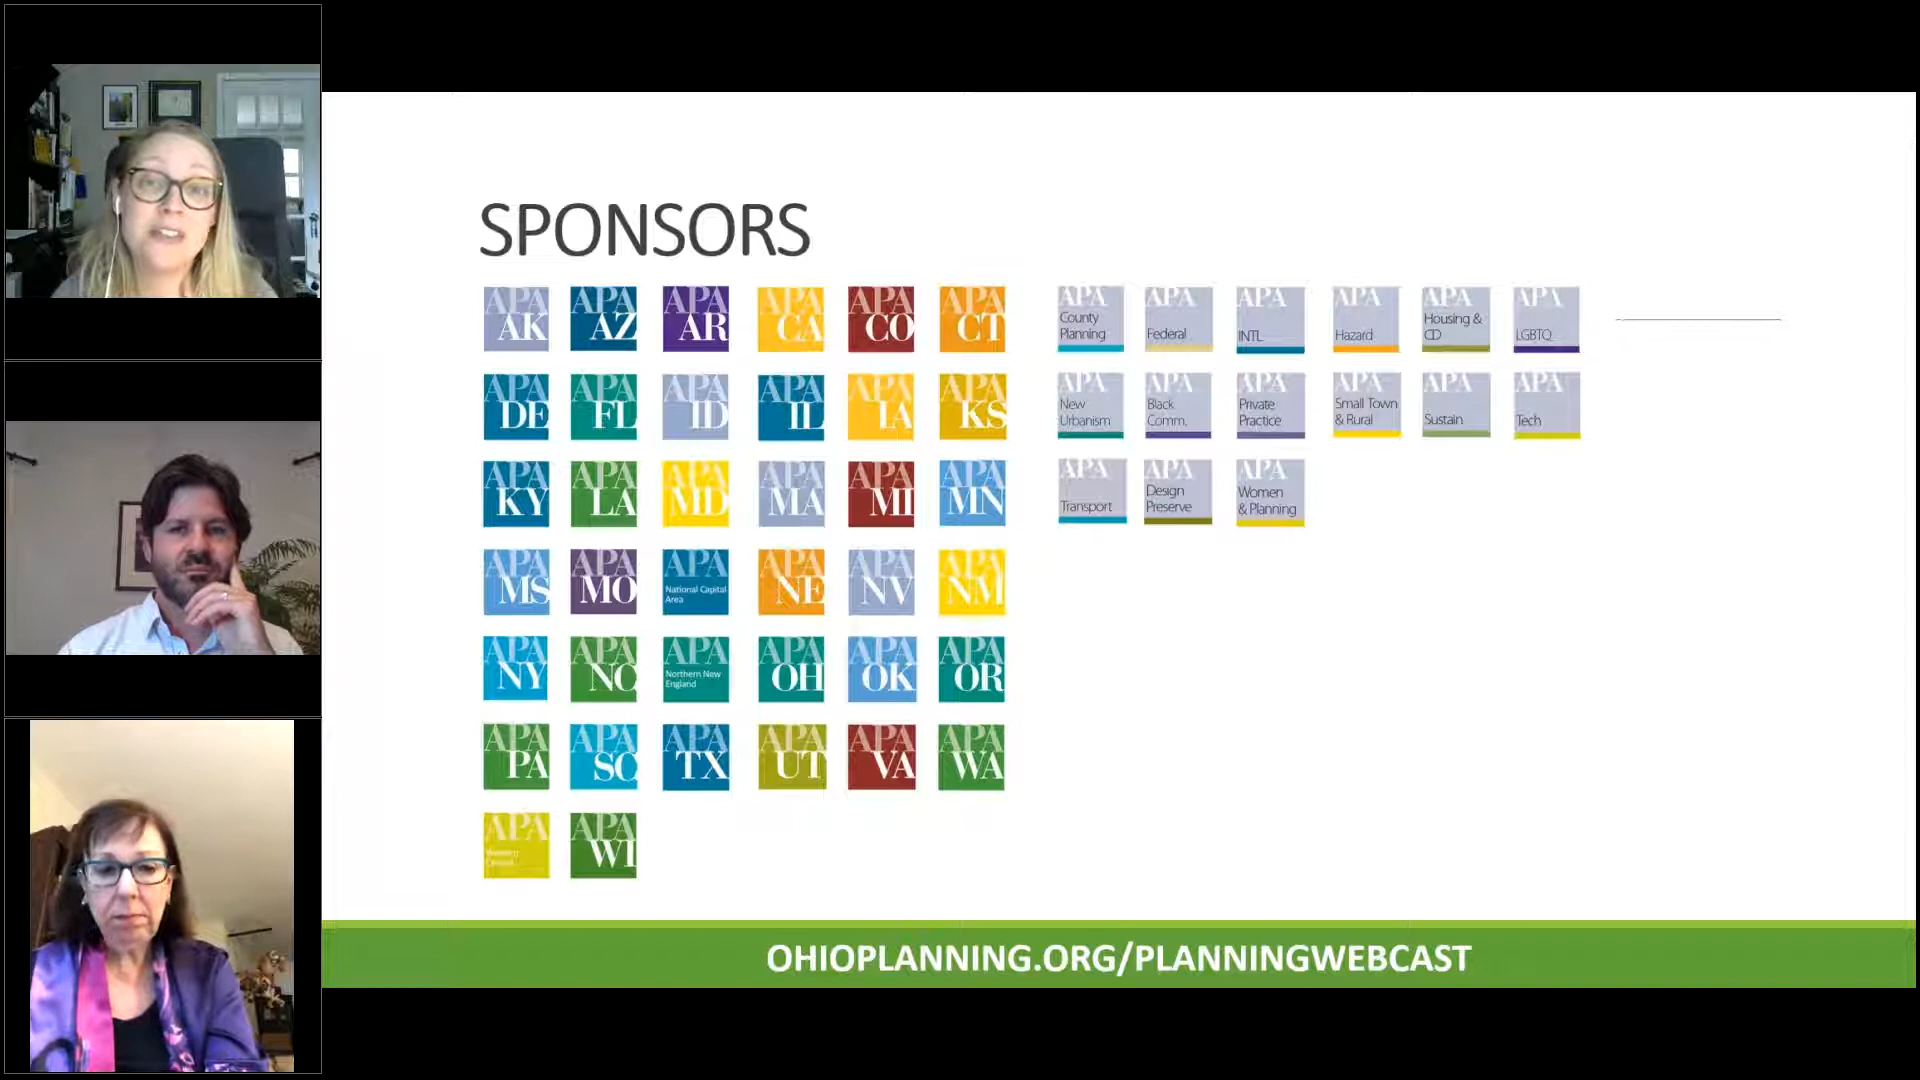 SPONSORS
APA AK
APA AZ
APA AR
APA CA
APA CO
APA CT
APA DE
APA FL
APA ID
APA IL
APA IA
APA KS
APA KY
APA LA
APA MD
APA MA
APA MI
APA MN
APA MS
APA MO
APA National Capital
Area
APA NE
APA NV
APA NM
APA NY
APA NC
APA Northern New
England
APA OH
APA OK
APA OR
APA PA
APA SC
APA TX
APA UT
APA VA
APA WA
APA
APA WI
APA
County
Planning
APA
Federal
APA
INTL
APA
Hazard
APA
Housing &
CD
APA
LGBTQ
APA
New
Urbanism
APA
Black
Comm.
APA
Private
Practice
APA
Small Town
& Rural
APA
Sustain
APA
Tech
APA
Transport
APA
Design
Preserve
APA
Women
& Planning
OHIOPLANNING.ORG/PLANNINGWEBCAST